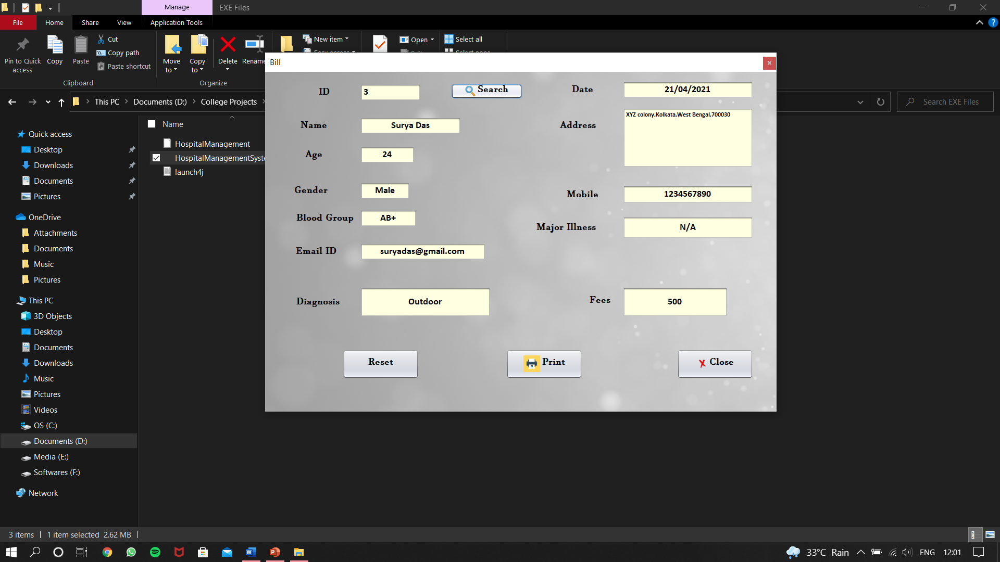 Manage
EXE Files
File
Home
Share
View
Application Tools
Pin to Quick access
Copy
Paste
Cut
Copy path
Paste shortcut
Clipboard
Move to
Copy to
Delete
Rename
Organize
New item
Easy access
Open
Edit
Select all
Select none
This PC
Documents (D:)
College Projects
Search EXE Files
Quick access
Desktop
Downloads
Documents
Pictures
OneDrive
Attachments
Documents
Music
Pictures
This PC
3D Objects
Desktop
Documents
Downloads
Music
Pictures
Videos
OS (C:)
Documents (D:)
Media (E:)
Softwares (F:)
Network
Name
HospitalManagement
HospitalManagementSyste
launch4j
Bill
ID
3
Search
Date
21/04/2021
Name
Surya Das
Address
XYZ colony,Kolkata,West Bengal,700030
Age
24
Gender
Male
Mobile
1234567890
Blood Group
AB+
Major Illness
N/A
Email ID
suryadas@gmail.com
Diagnosis
Outdoor
Fees
500
Reset
Print
Close
3 items
1 item selected 2.62 MB
33°C Rain
ENG
12:01